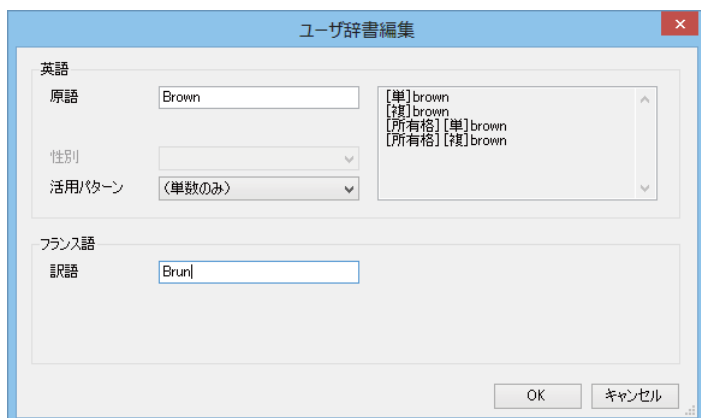 ユーザ辞書編集
英語
原語 Brown
[単]brown
[複]brown
[所有格][単]brown
[所有格][複]brown
性別
活用パターン (単数のみ)
フランス語
訳語 Brun
OK キャンセル